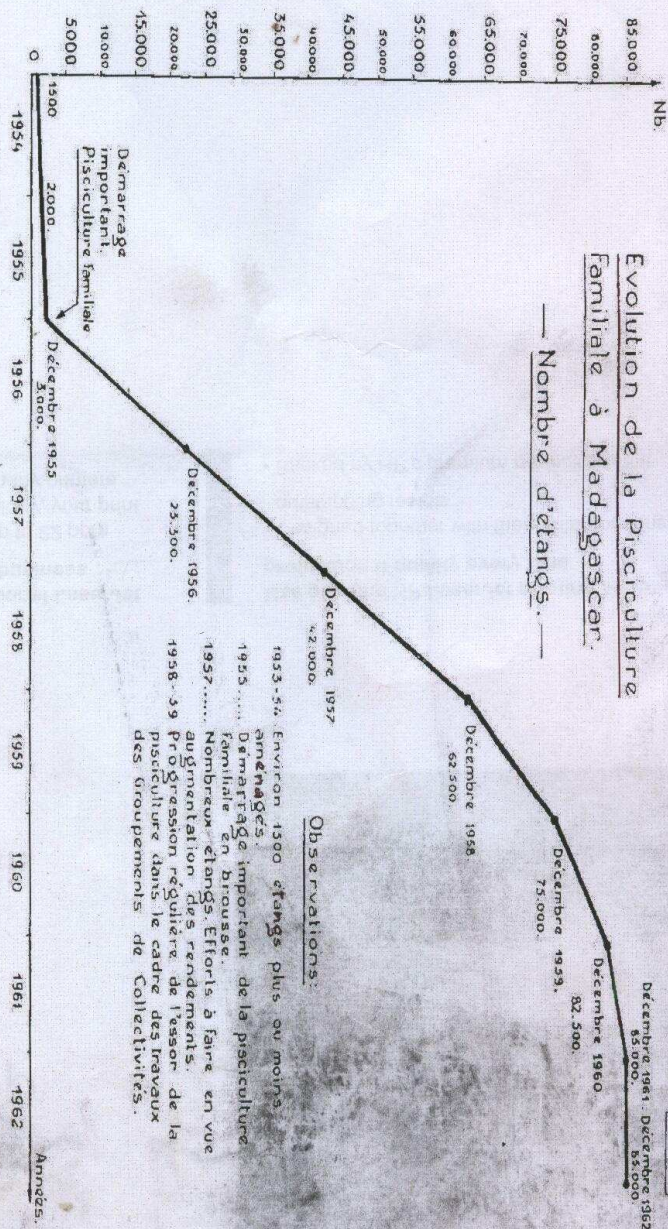 Evolution de la Pisciculture
Familiale à Madagascar.
— Nombre d'étangs. —
Nb.
85.000
80.000
75.000
70.000
65.000
60.000
55.000
50.000
45.000
40.000
35.000
30.000
25.000
20.000
15.000
10.000
5000
0
1500
2.000.
Démarrage
important.
Pisciculture familiale
Décembre 1955
3.000.
Décembre 1956.
Décembre 1957
42.000.
Décembre 1958
62.500.
Décembre 1959.
75.000.
Décembre 1960
82.500.
Décembre 1961. Décembre 1962
85.000. 85.000.
Observations:
1953-54 Environ 1500 étangs plus ou moins
aménagés
1955..... Démarrage important de la pisciculture
familiale en brousse.
1957...... Nombreux étangs. Efforts à faire en vue
augmentation des rendements.
1958-59 Progression régulière de l'essor de la
pisciculture dans le cadre des Travaux
des Groupements de Collectivités.
1954
1955
1956
1957
1958
1959
1960
1961
1962
Années.